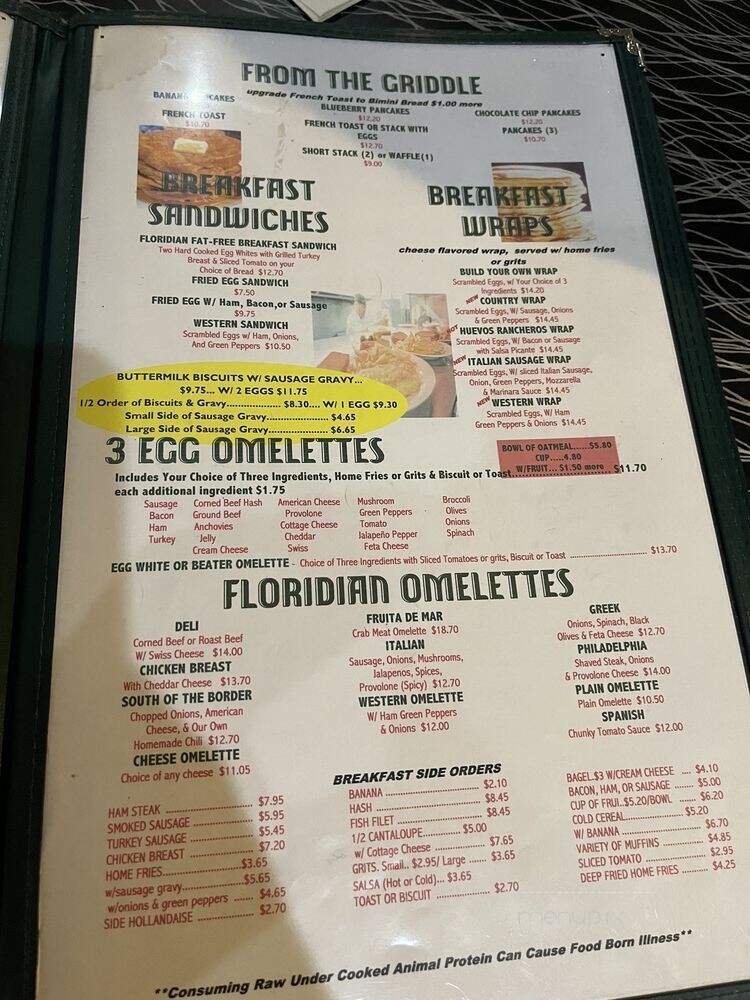 FROM THE GRIDDLE
upgrade French Toast to Bimini Bread $1.00 more
BLUEBERRY PANCAKES
$12.20
FRENCH TOAST
$10.70
FRENCH TOAST OR STACK WITH
EGGS
$12.70
SHORT STACK (2) or WAFFLE(1)
$9.00
CHOCOLATE CHIP PANCAKES
$12.20
PANCAKES (3)
$10.70
BREAKFAST
SANDWICHES
FLORIDIAN FAT-FREE BREAKFAST SANDWICH
Two Hard Cooked Egg Whites with Grilled Turkey
Breast & Sliced Tomato on your
Choice of Bread $12.70
FRIED EGG SANDWICH
$7.50
FRIED EGG W/ Ham, Bacon,or Sausage
$9.75
WESTERN SANDWICH
Scrambled Eggs w/ Ham, Onions,
And Green Peppers $10.50
BREAKFAST
WRAPS
cheese flavored wrap, served w/ home fries
or grits
BUILD YOUR OWN WRAP
Scrambled Eggs, w/ Your Choice of 3
Ingredients $14.20
NEW COUNTRY WRAP
Scrambled Eggs, W/ Sausage, Onions
& Green Peppers $14.45
HOT HUEVOS RANCHEROS WRAP
Scrambled Eggs, W/ Bacon or Sausage
with Salsa Picante $14.45
NEW ITALIAN SAUSAGE WRAP
Scrambled Eggs, W/ sliced Italian Sausage,
Onion, Green Peppers, Mozzarella
& Marinara Sauce $14.45
NEW WESTERN WRAP
Scrambled Eggs, W/ Ham
Green Peppers & Onions $14.45
BUTTERMILK BISCUITS W/ SAUSAGE GRAVY...
$9.75... W/ 2 EGGS $11.75
1/2 Order of Biscuits & Gravy.................... $8.30.... W/ 1 EGG $9.30
Small Side of Sausage Gravy..................... $4.65
Large Side of Sausage Gravy..................... $6.65
BOWL OF OATMEAL......$5.80
CUP.....4.80
W/FRUIT... $1.50 more
3 EGG OMELETTES
Includes Your Choice of Three Ingredients, Home Fries or Grits & Biscuit or Toast.............................. $11.70
each additional ingredient $1.75
Sausage Corned Beef Hash American Cheese Mushroom Broccoli
Bacon Ground Beef Provolone Green Peppers Olives
Ham Anchovies Cottage Cheese Tomato Onions
Turkey Jelly Cheddar Jalapeño Pepper Spinach
Cream Cheese Swiss Feta Cheese
EGG WHITE OR BEATER OMELETTE - Choice of Three Ingredients with Sliced Tomatoes or grits, Biscuit or Toast ........................ $13.70
FLORIDIAN OMELETTES
DELI
Corned Beef or Roast Beef
W/ Swiss Cheese $14.00
CHICKEN BREAST
With Cheddar Cheese $13.70
SOUTH OF THE BORDER
Chopped Onions, American
Cheese, & Our Own
Homemade Chili $12.70
CHEESE OMELETTE
Choice of any cheese $11.05
FRUITA DE MAR
Crab Meat Omelette $18.70
ITALIAN
Sausage, Onions, Mushrooms,
Jalapenos, Spices,
Provolone (Spicy) $12.70
WESTERN OMELETTE
W/ Ham Green Peppers
& Onions $12.00
GREEK
Onions, Spinach, Black
Olives & Feta Cheese $12.70
PHILADELPHIA
Shaved Steak, Onions
& Provolone Cheese $14.00
PLAIN OMELETTE
Plain Omelette $10.50
SPANISH
Chunky Tomato Sauce $12.00
BREAKFAST SIDE ORDERS
HAM STEAK ........................ $7.95
SMOKED SAUSAGE .................. $5.95
TURKEY SAUSAGE ................... $5.45
CHICKEN BREAST ................... $7.20
HOME FRIES.......................$3.65
w/sausage gravy...................$5.65
w/onions & green peppers ...... $4.65
SIDE HOLLANDAISE ................. $2.70
BANANA ............................ $2.10
HASH ................................ $8.45
FISH FILET .......................... $8.45
1/2 CANTALOUPE............$5.00
w/ Cottage Cheese ................ $7.65
GRITS. Small.. $2.95/ Large ...... $3.65
SALSA (Hot or Cold)... $3.65
TOAST OR BISCUIT ................. $2.70
BAGEL.$3 W/CREAM CHEESE .... $4.10
BACON, HAM, OR SAUSAGE ....... $5.00
CUP OF FRUI..$5.20/BOWL ...... $6.20
COLD CEREAL....................$5.20
W/ BANANA ......................... $6.70
VARIETY OF MUFFINS .............. $4.85
SLICED TOMATO .................... $2.95
DEEP FRIED HOME FRIES .......... $4.25
**Consuming Raw Under Cooked Animal Protein Can Cause Food Born Illness**